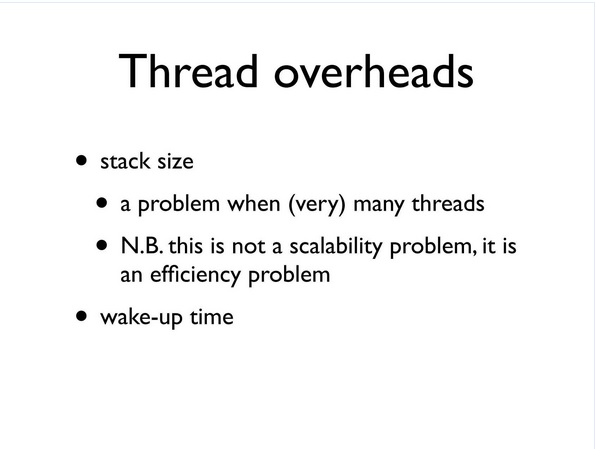 Thread overheads
• stack size
• a problem when (very) many threads
• N.B. this is not a scalability problem, it is
an efficiency problem
• wake-up time